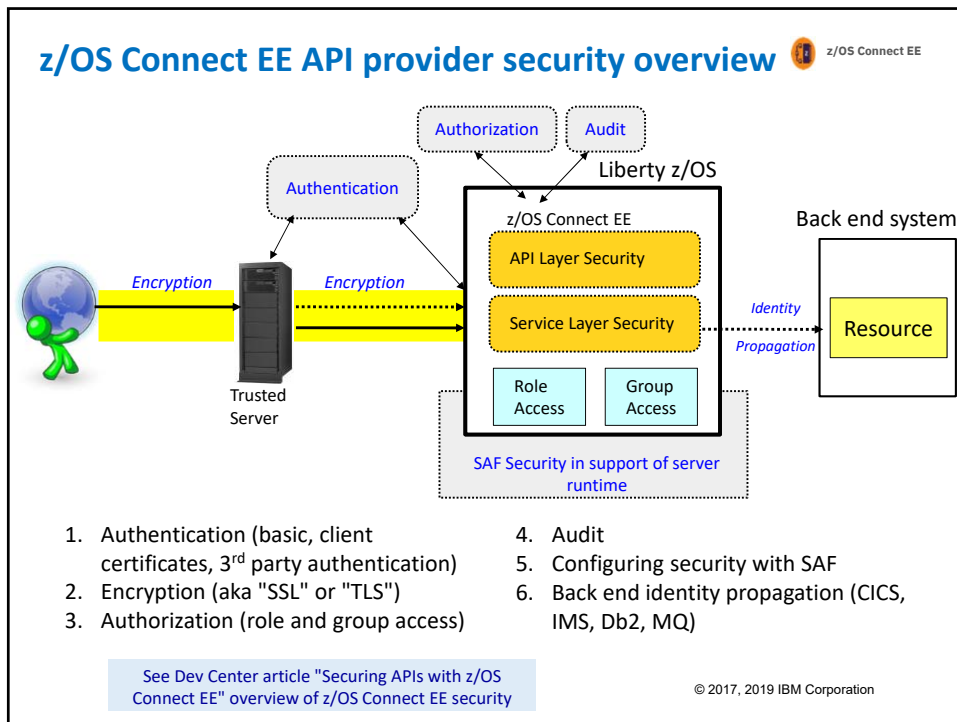 z/OS Connect EE API provider security overview
z/OS Connect EE
Authorization
Audit
Liberty z/OS
Authentication
z/OS Connect EE
Back end system
API Layer Security
Encryption
Encryption
Service Layer Security
Identity
Propagation
Resource
Trusted
Server
Role
Access
Group
Access
SAF Security in support of server
runtime
1. Authentication (basic, client
certificates, 3rd party authentication)
2. Encryption (aka "SSL" or "TLS")
3. Authorization (role and group access)
4. Audit
5. Configuring security with SAF
6. Back end identity propagation (CICS,
IMS, Db2, MQ)
See Dev Center article "Securing APIs with z/OS
Connect EE" overview of z/OS Connect EE security
© 2017, 2019 IBM Corporation